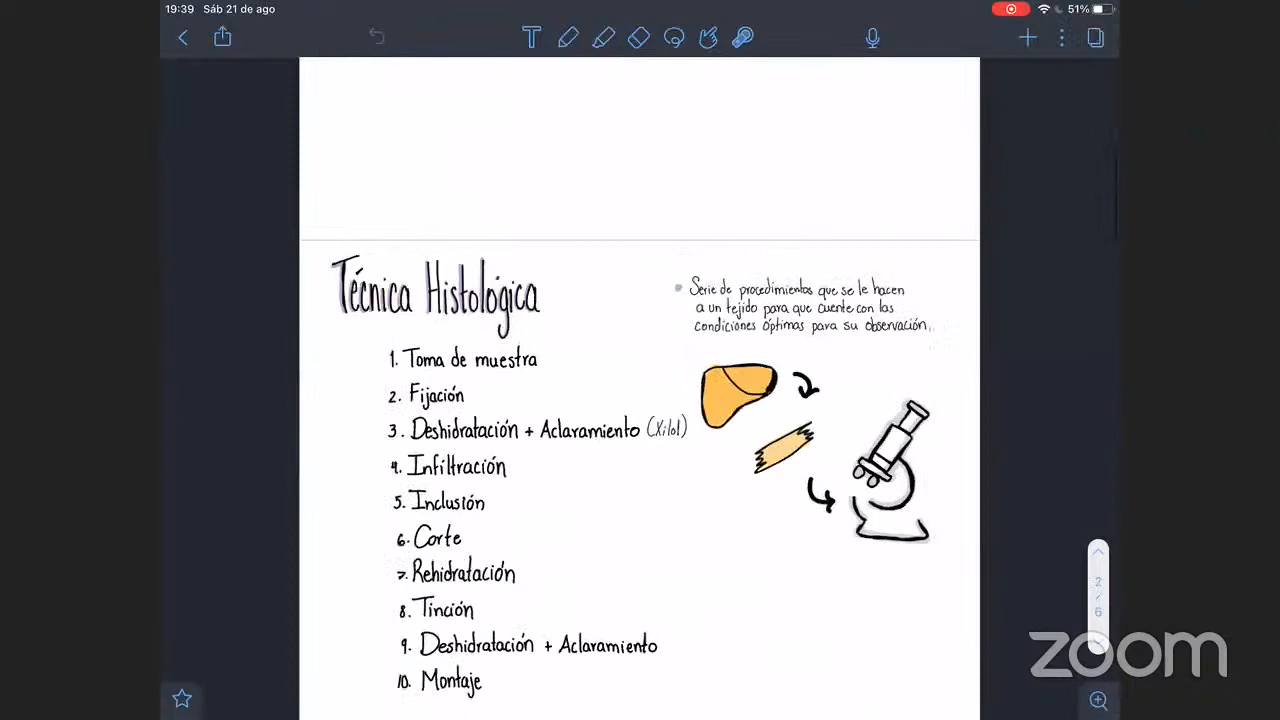 19:39 Sáb 21 de ago
51%
Técnica Histológica
Serie de procedimientos que se le hacen
a un tejido para que cuente con las
condiciones óptimas para su observación.
1. Toma de muestra
2. Fijación
3. Deshidratación + Aclaramiento (Xilol)
4. Infiltración
5. Inclusión
6. Corte
7. Rehidratación
8. Tinción
9. Deshidratación + Aclaramiento
10. Montaje
2
/
6
zoom